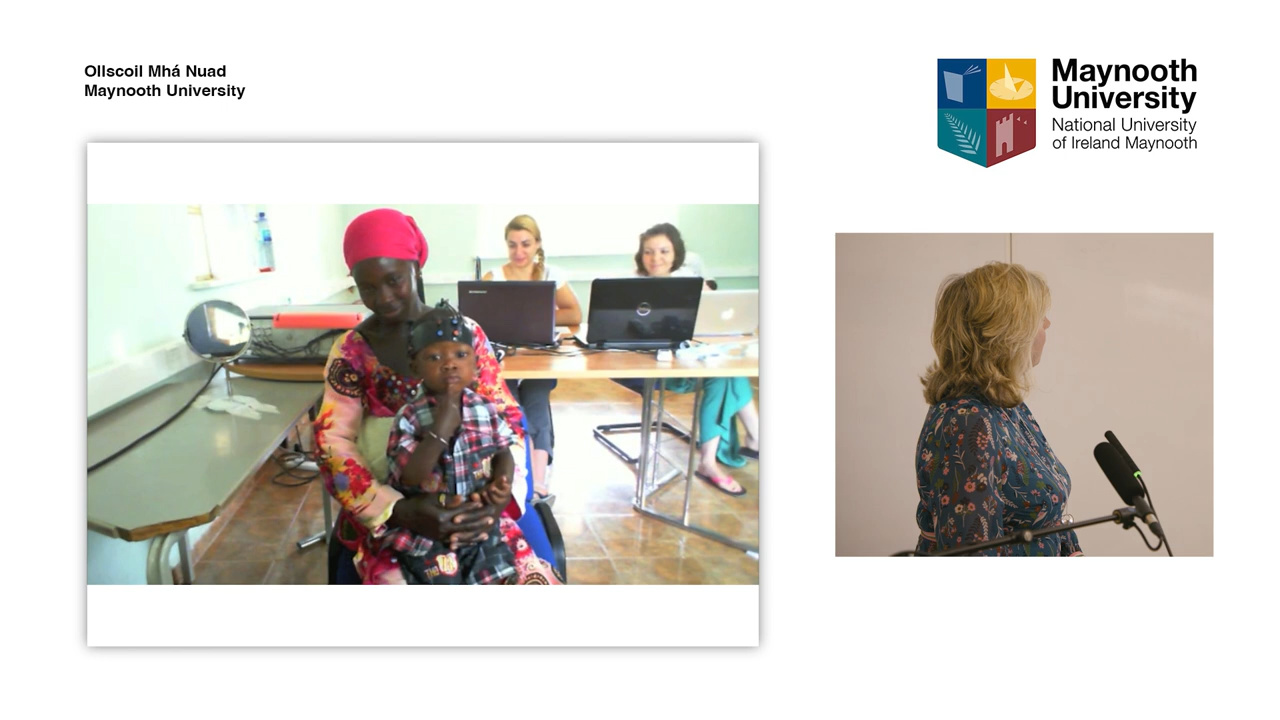 Ollscoil Mhá Nuad
Maynooth University
Maynooth
University
National University
of Ireland Maynooth